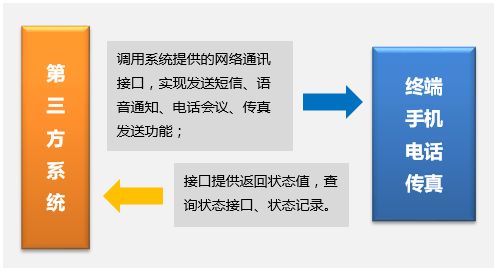 第
三
方
系
统
调用系统提供的网络通讯
接口，实现发送短信、语
音通知、电话会议、传真
发送功能；
接口提供返回状态值，查
询状态接口、状态记录。
终端
手机
电话
传真